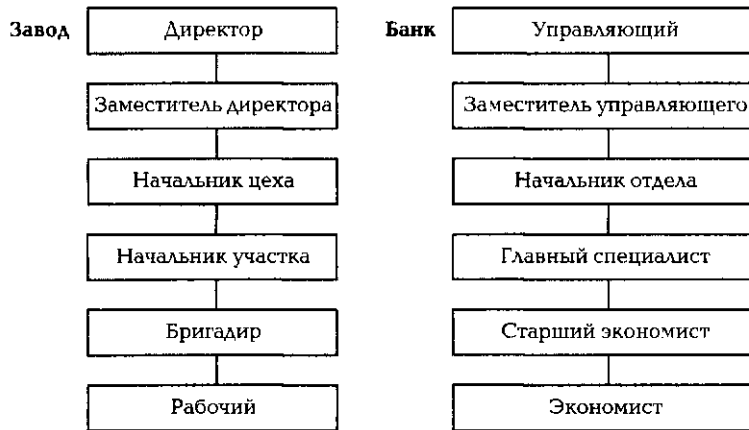 Завод
Директор
Заместитель директора
Начальник цеха
Начальник участка
Бригадир
Рабочий
Банк
Управляющий
Заместитель управляющего
Начальник отдела
Главный специалист
Старший экономист
Экономист